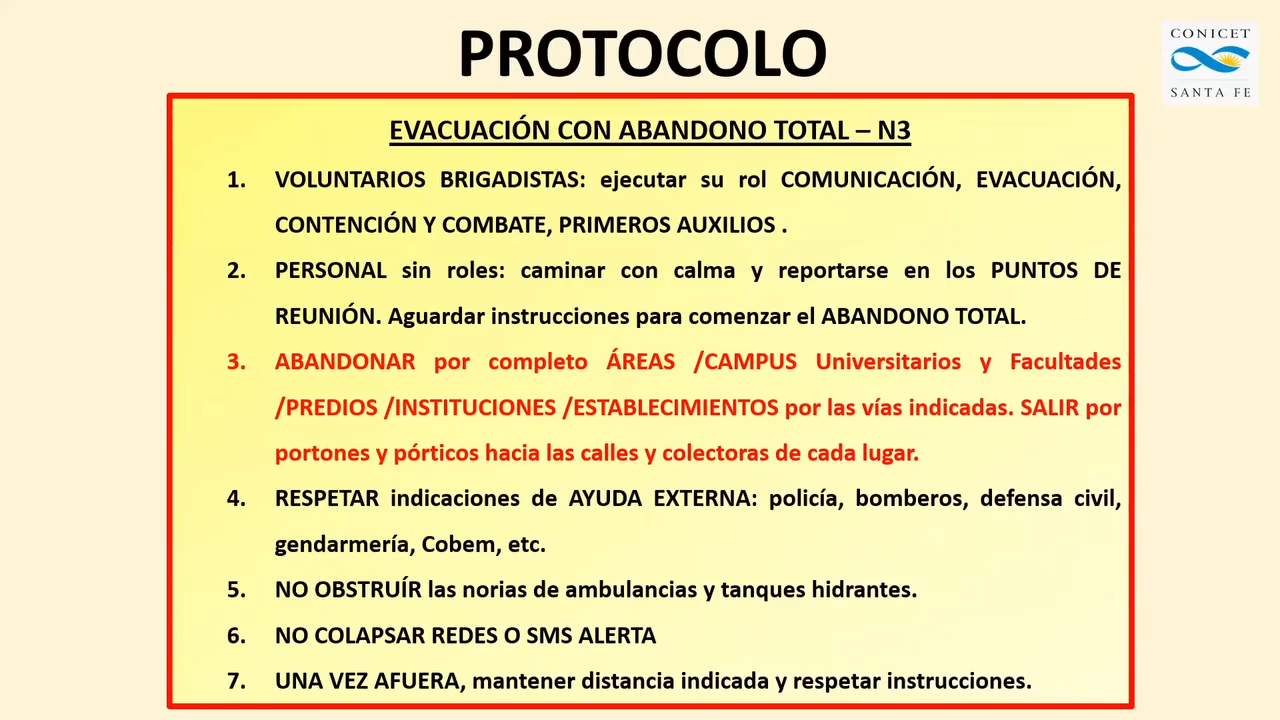 PROTOCOLO
CONICET
SANTA FE
EVACUACIÓN CON ABANDONO TOTAL – N3
1. VOLUNTARIOS BRIGADISTAS: ejecutar su rol COMUNICACIÓN, EVACUACIÓN,
CONTENCIÓN Y COMBATE, PRIMEROS AUXILIOS .
2. PERSONAL sin roles: caminar con calma y reportarse en los PUNTOS DE
REUNIÓN. Aguardar instrucciones para comenzar el ABANDONO TOTAL.
3. ABANDONAR por completo ÁREAS /CAMPUS Universitarios y Facultades
/PREDIOS /INSTITUCIONES /ESTABLECIMIENTOS por las vías indicadas. SALIR por
portones y pórticos hacia las calles y colectoras de cada lugar.
4. RESPETAR indicaciones de AYUDA EXTERNA: policía, bomberos, defensa civil,
gendarmería, Cobem, etc.
5. NO OBSTRUÍR las norias de ambulancias y tanques hidrantes.
6. NO COLAPSAR REDES O SMS ALERTA
7. UNA VEZ AFUERA, mantener distancia indicada y respetar instrucciones.